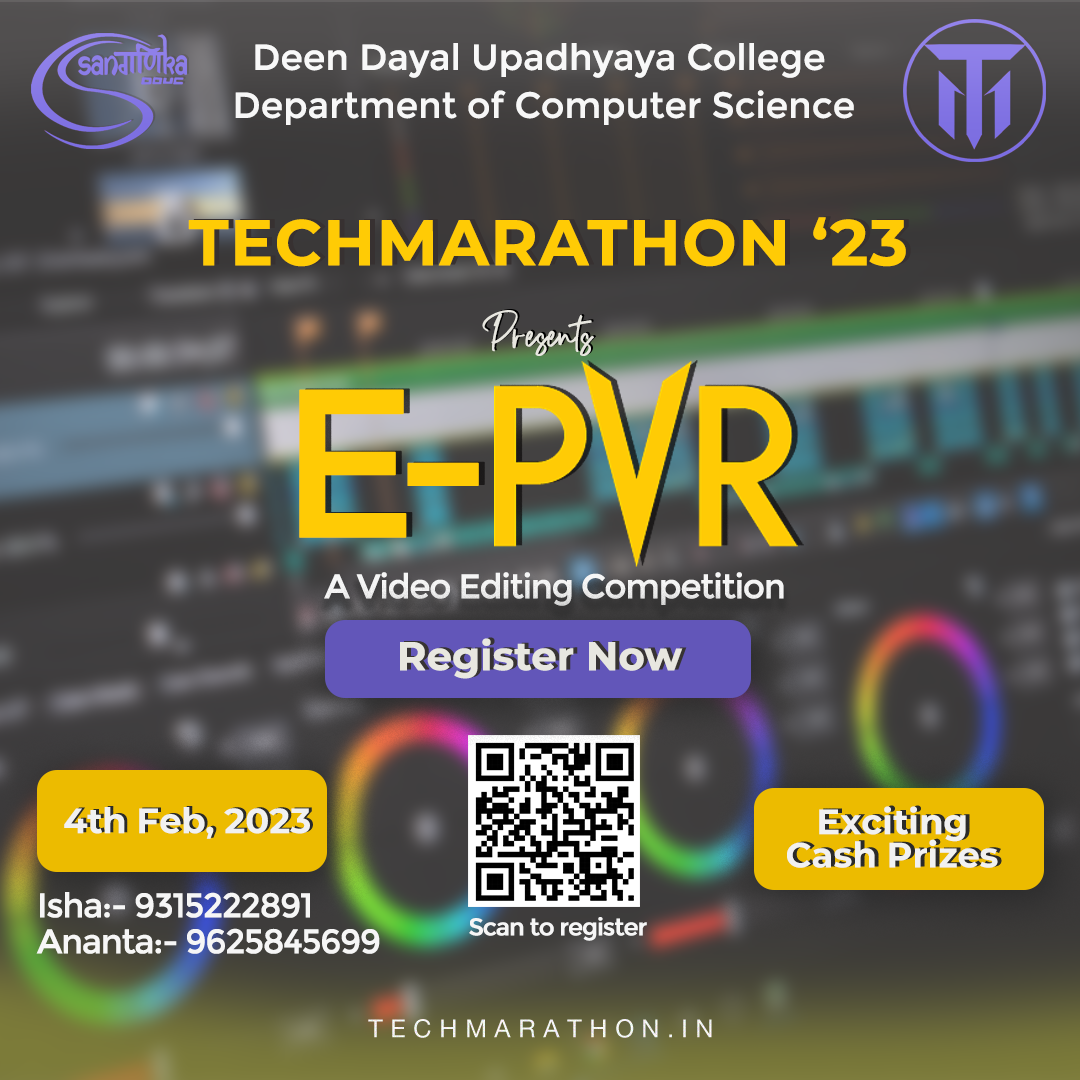 Deen Dayal Upadhyaya College
Department of Computer Science
TECHMARATHON ‘23
Presents
E-PVR
A Video Editing Competition
Register Now
4th Feb, 2023
Exciting
Cash Prizes
Isha:- 9315222891
Ananta:- 9625845699
Scan to register
TECHMARATHON.IN